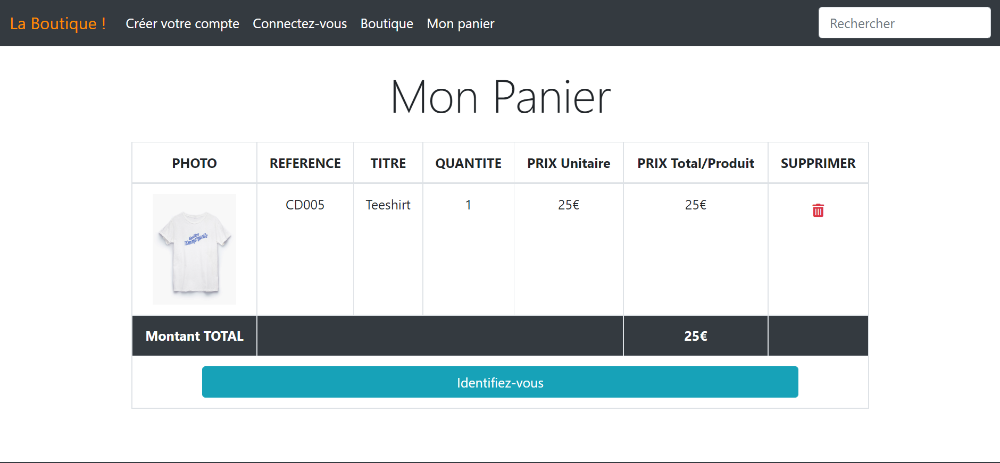 La Boutique ! Créer votre compte Connectez-vous Boutique Mon panier Rechercher
Mon Panier
PHOTO REFERENCE TITRE QUANTITE PRIX Unitaire PRIX Total/Produit SUPPRIMER
CD005 Teeshirt 1 25€ 25€
Emmanuelle
Montant TOTAL 25€
Identifiez-vous